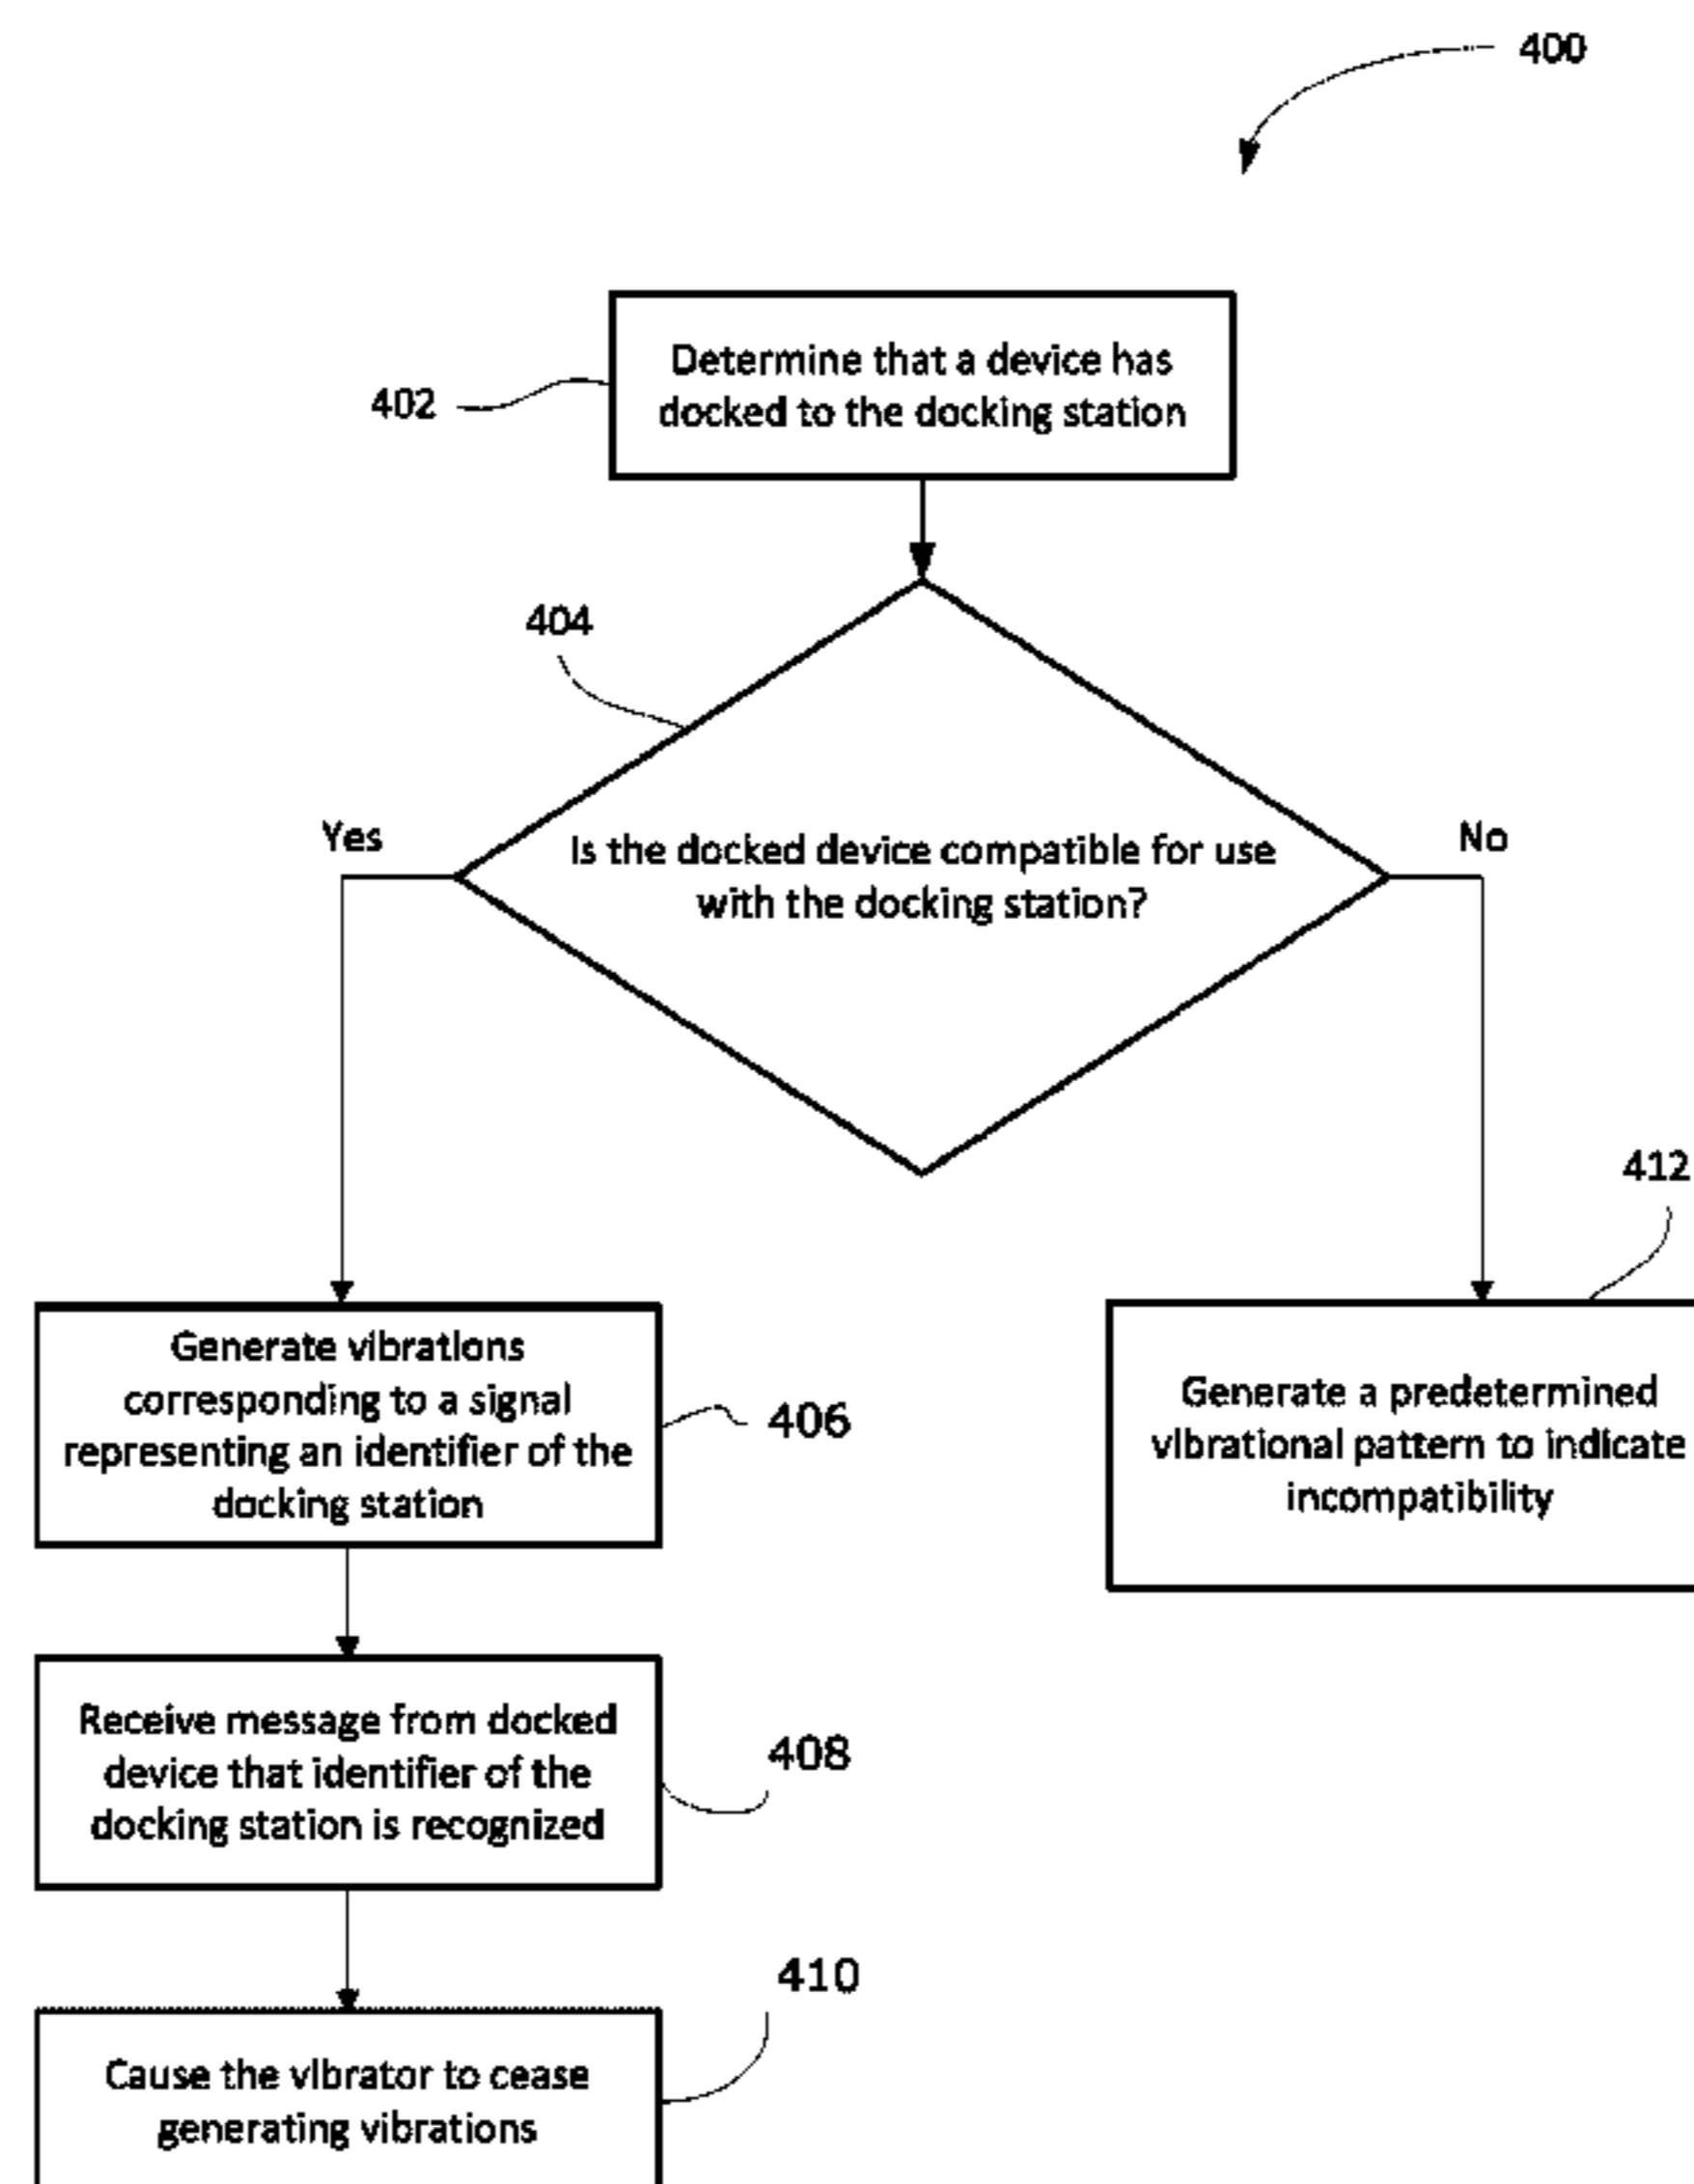 400
402
Determine that a device has
docked to the docking station
404
Yes
Is the docked device compatible for use
with the docking station?
No
412
Generate vibrations
corresponding to a signal
representing an identifier of the
docking station
406
Generate a predetermined
vibrational pattern to indicate
incompatibility
Receive message from docked
device that identifier of the
docking station is recognized
408
410
Cause the vibrator to cease
generating vibrations